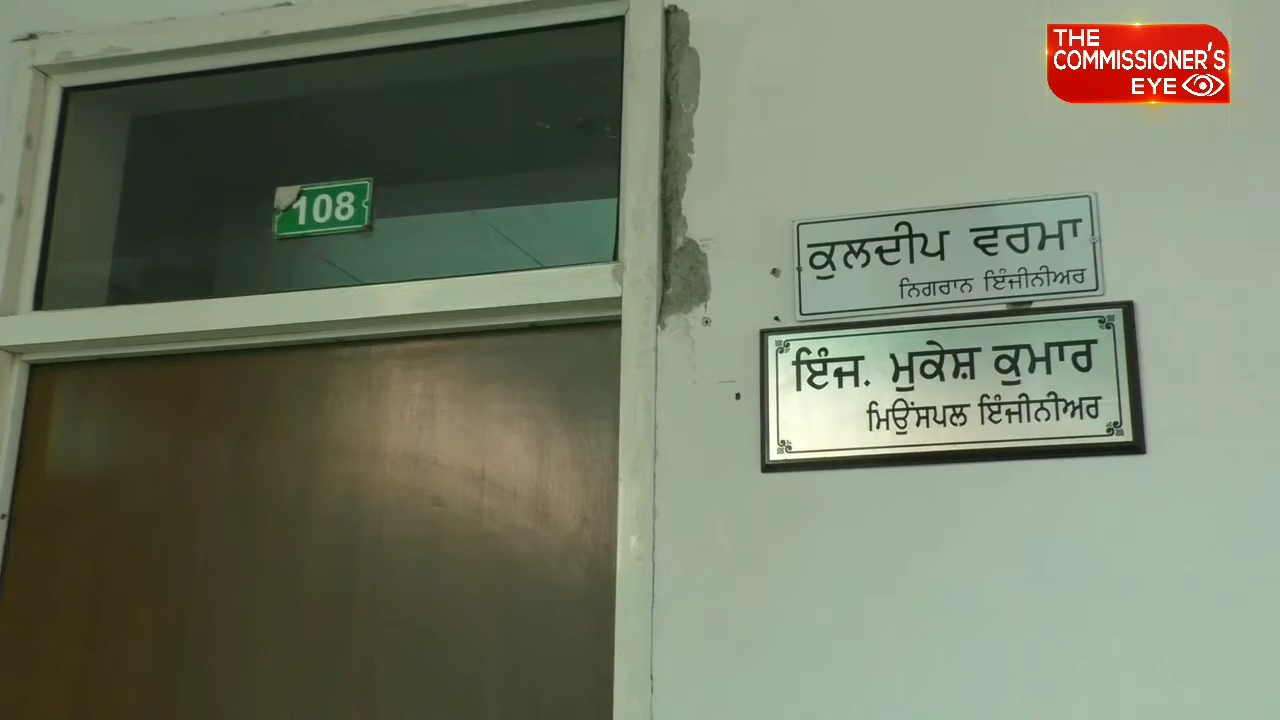 THE
COMMISSIONER'S
EYE
108
ਕੁਲਦੀਪ ਵਰਮਾ
ਨਿਗਰਾਨ ਇੰਜੀਨੀਅਰ
ਇੰਜ. ਮੁਕੇਸ਼ ਕੁਮਾਰ
ਮਿਉਂਸਪਲ ਇੰਜੀਨੀਅਰ